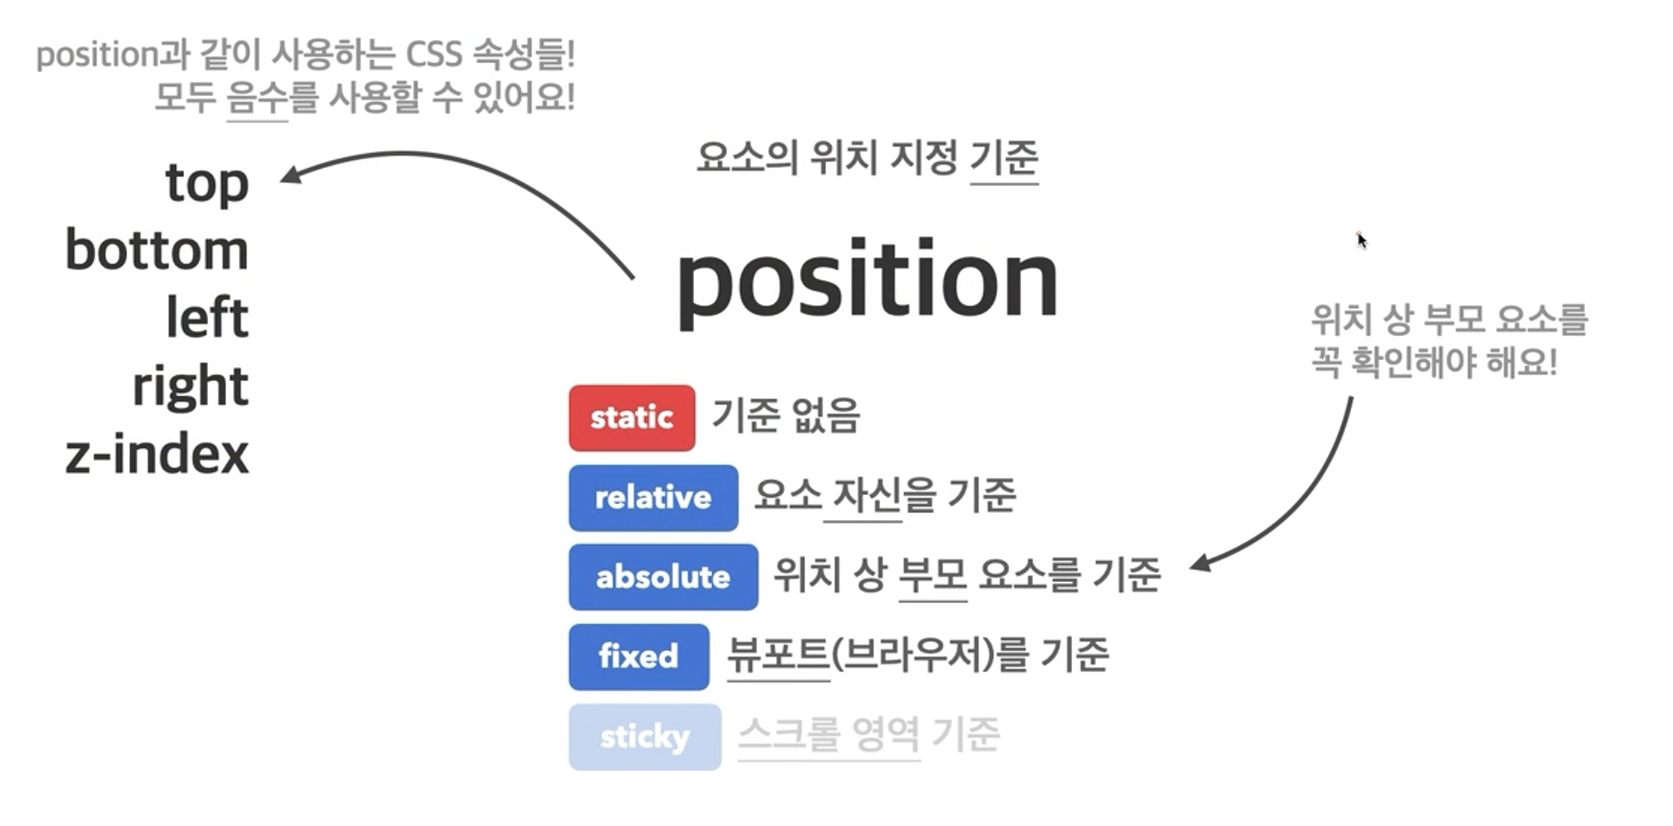 position과 같이 사용하는 CSS 속성들!
모두 음수를 사용할 수 있어요!
top
bottom
left
right
z-index
요소의 위치 지정 기준
position
static 기준 없음
relative 요소 자신을 기준
absolute 위치 상 부모 요소를 기준
fixed 뷰포트(브라우저)를 기준
sticky 스크롤 영역 기준
위치 상 부모 요소를
꼭 확인해야 해요!